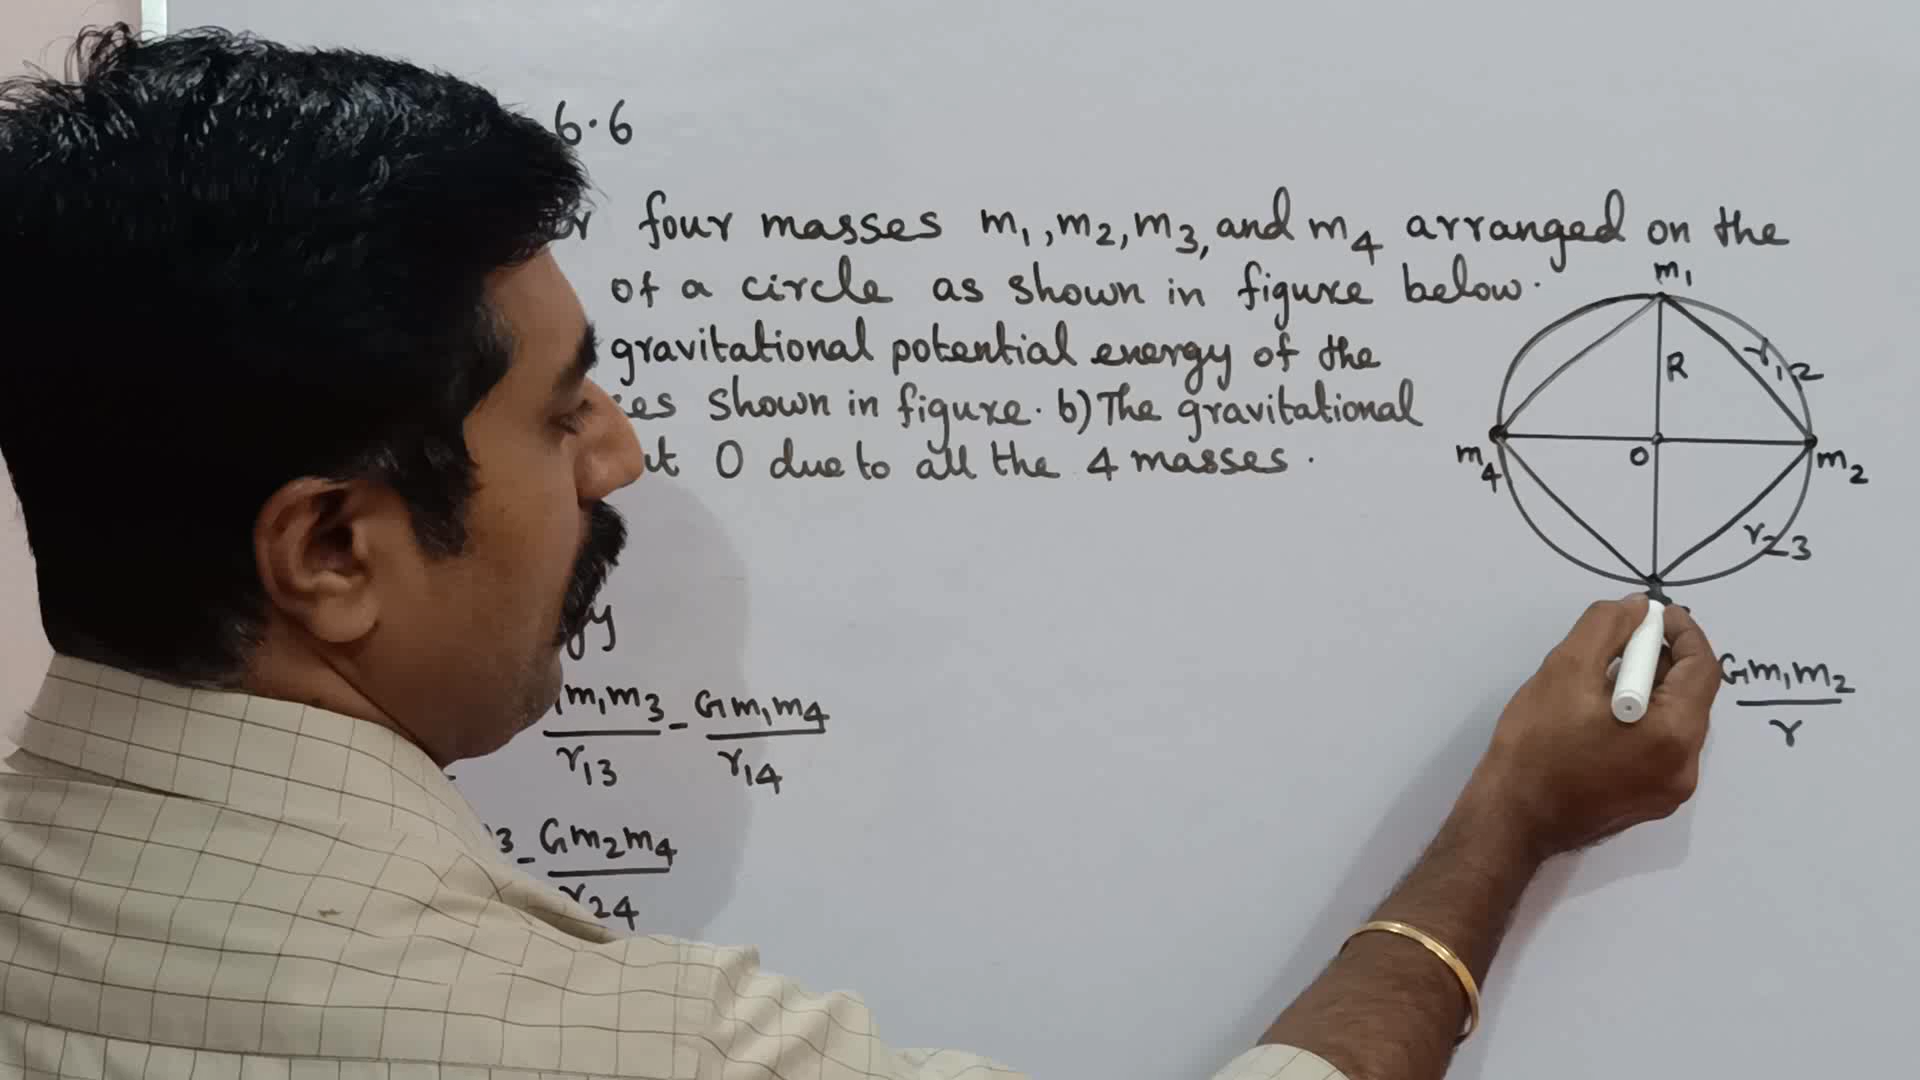 6.6
four masses m₁, m₂, m₃, and m₄ arranged on the
of a circle as shown in figure below.
gravitational potential energy of the
shown in figure. b) The gravitational
O due to all the 4 masses.
m₁
R
r₁₂
m₄
O
m₂
r₂₃
Gm₁m₂
r
m₁m₃ - Gm₁m₄
r₁₃ r₁₄
3 - Gm₂m₄
r₂₄